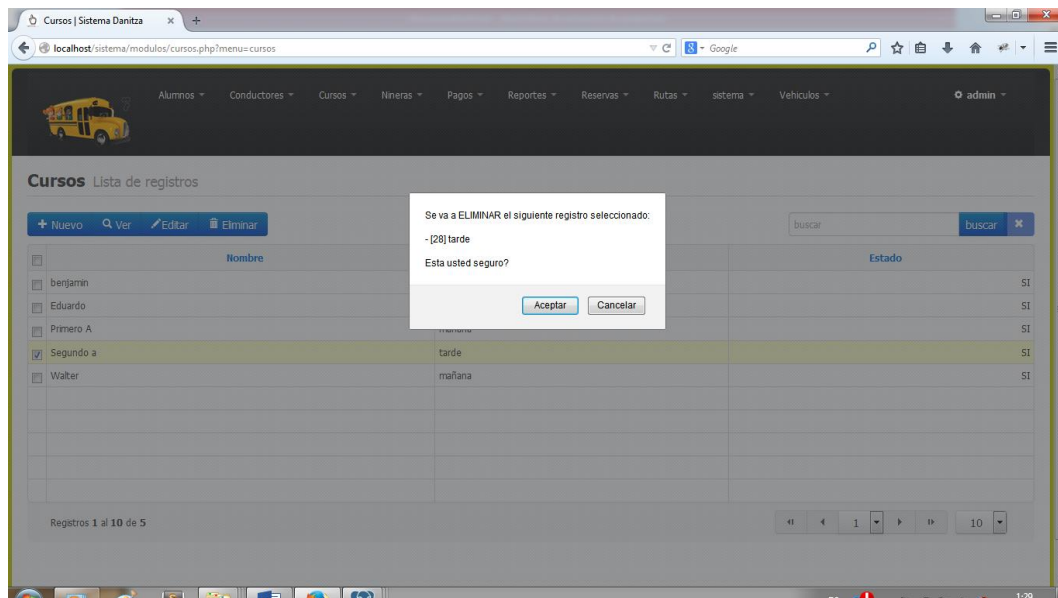 Cursos | Sistema Danitza
localhost/sistema/modulos/cursos.php?menu=cursos
Google
Alumnos Conductores Cursos Nineras Pagos Reportes Reservas Rutas sistema Vehiculos admin
Cursos Lista de registros
Se va a ELIMINAR el siguiente registro seleccionado:
- [28] tarde
Esta usted seguro?
Aceptar Cancelar
Nuevo Ver Editar Eliminar buscar buscar
Nombre Estado
benjamin SI
Eduardo SI
Primero A mañana SI
Segundo a tarde SI
Walter mañana SI
Registros 1 al 10 de 5 1 10
1:29